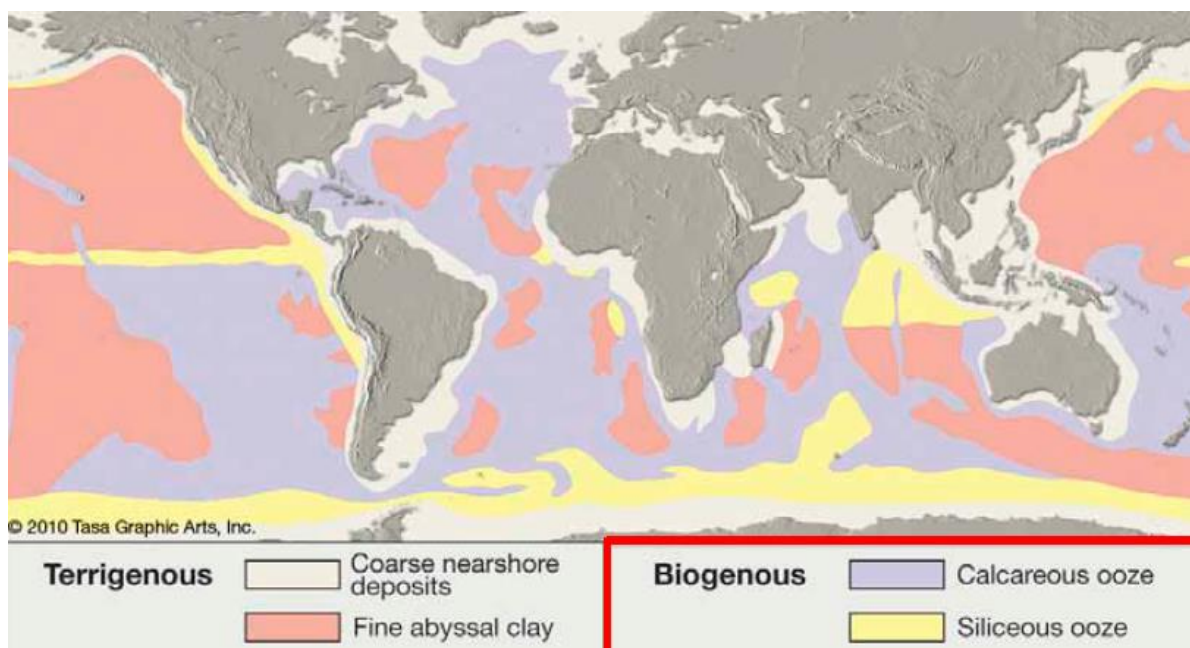 © 2010 Tasa Graphic Arts, Inc.
Terrigenous
Coarse nearshore
deposits
Fine abyssal clay
Biogenous
Calcareous ooze
Siliceous ooze